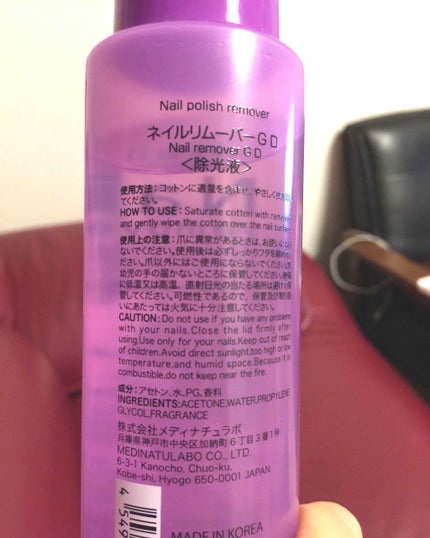 Nail polish remover
ネイルリムーバーGD
Nail remover GD
<除光液>
使用方法：コットンに適量を含ませ、やさしく拭き
てください。
HOW TO USE : Saturate cotton with remover
and gently wipe the cotton over the nail surface
使用上の注意：爪に異常があるときは、お使いになら
ないでください。使用後は必ずしっかりフタを閉め
い。爪以外にはご使用にならないでください。
幼児の手の届かないところに保管してください。
に低温又は高温、直射日光の当たる場所は避けて保
管してください。可燃性であるので、保管及び取り扱
いにあたっては火気に十分注意してください。
CAUTION : Do not use if you have any problems
with your nails.Close the lid firmly after
using.Use only for your nails.Keep out of reach
of children.Avoid direct sunlight,too high or low
temperature,and humid space.Because it is
combustible,do not keep near the fire.
成分：アセトン、水、PG、香料
INGREDIENTS:ACETONE,WATER,PROPYLENE
GLYCOL,FRAGRANCE
株式会社メディナチュラボ
兵庫県神戸市中央区加納町6丁目3番1号
MEDINATULABO CO., LTD.
6-3-1 Kanocho, Chuo-ku,
Kobe-shi, Hyogo 650-0001 JAPAN
4 549
MADE IN KOREA